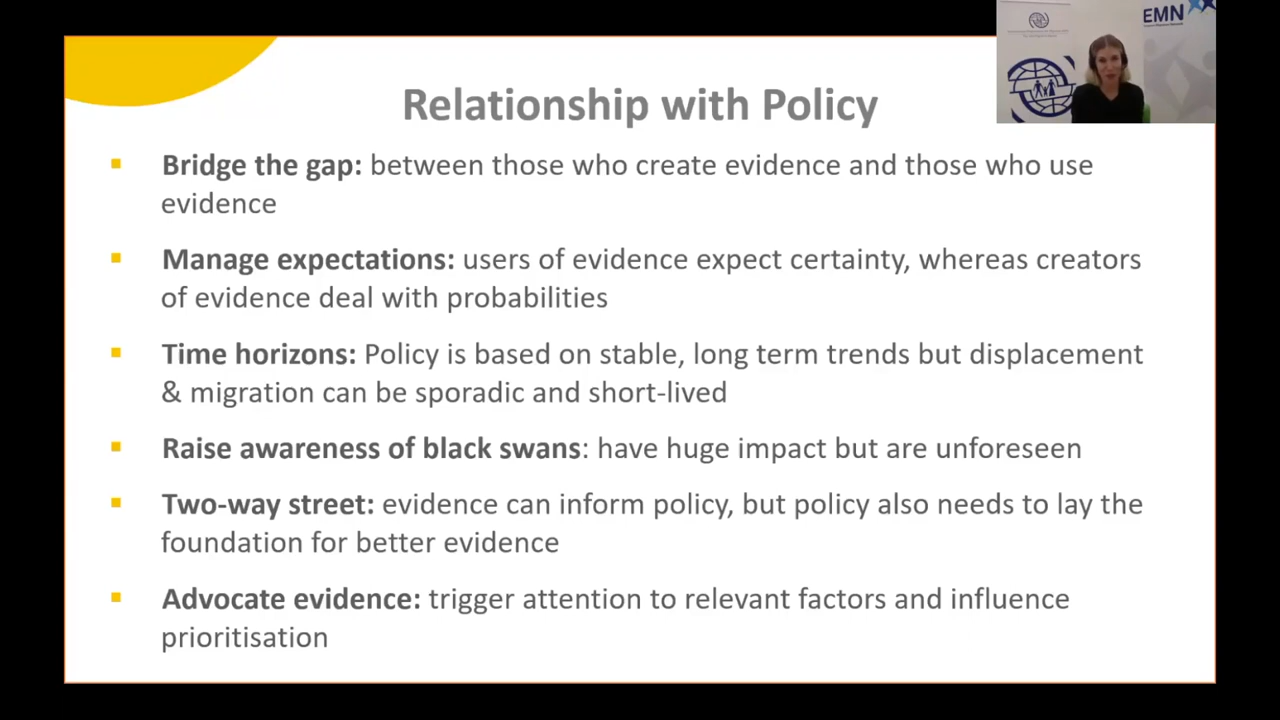 EMN
Relationship with Policy
▪ Bridge the gap: between those who create evidence and those who use
evidence
▪ Manage expectations: users of evidence expect certainty, whereas creators
of evidence deal with probabilities
▪ Time horizons: Policy is based on stable, long term trends but displacement
& migration can be sporadic and short-lived
▪ Raise awareness of black swans: have huge impact but are unforeseen
▪ Two-way street: evidence can inform policy, but policy also needs to lay the
foundation for better evidence
▪ Advocate evidence: trigger attention to relevant factors and influence
prioritisation